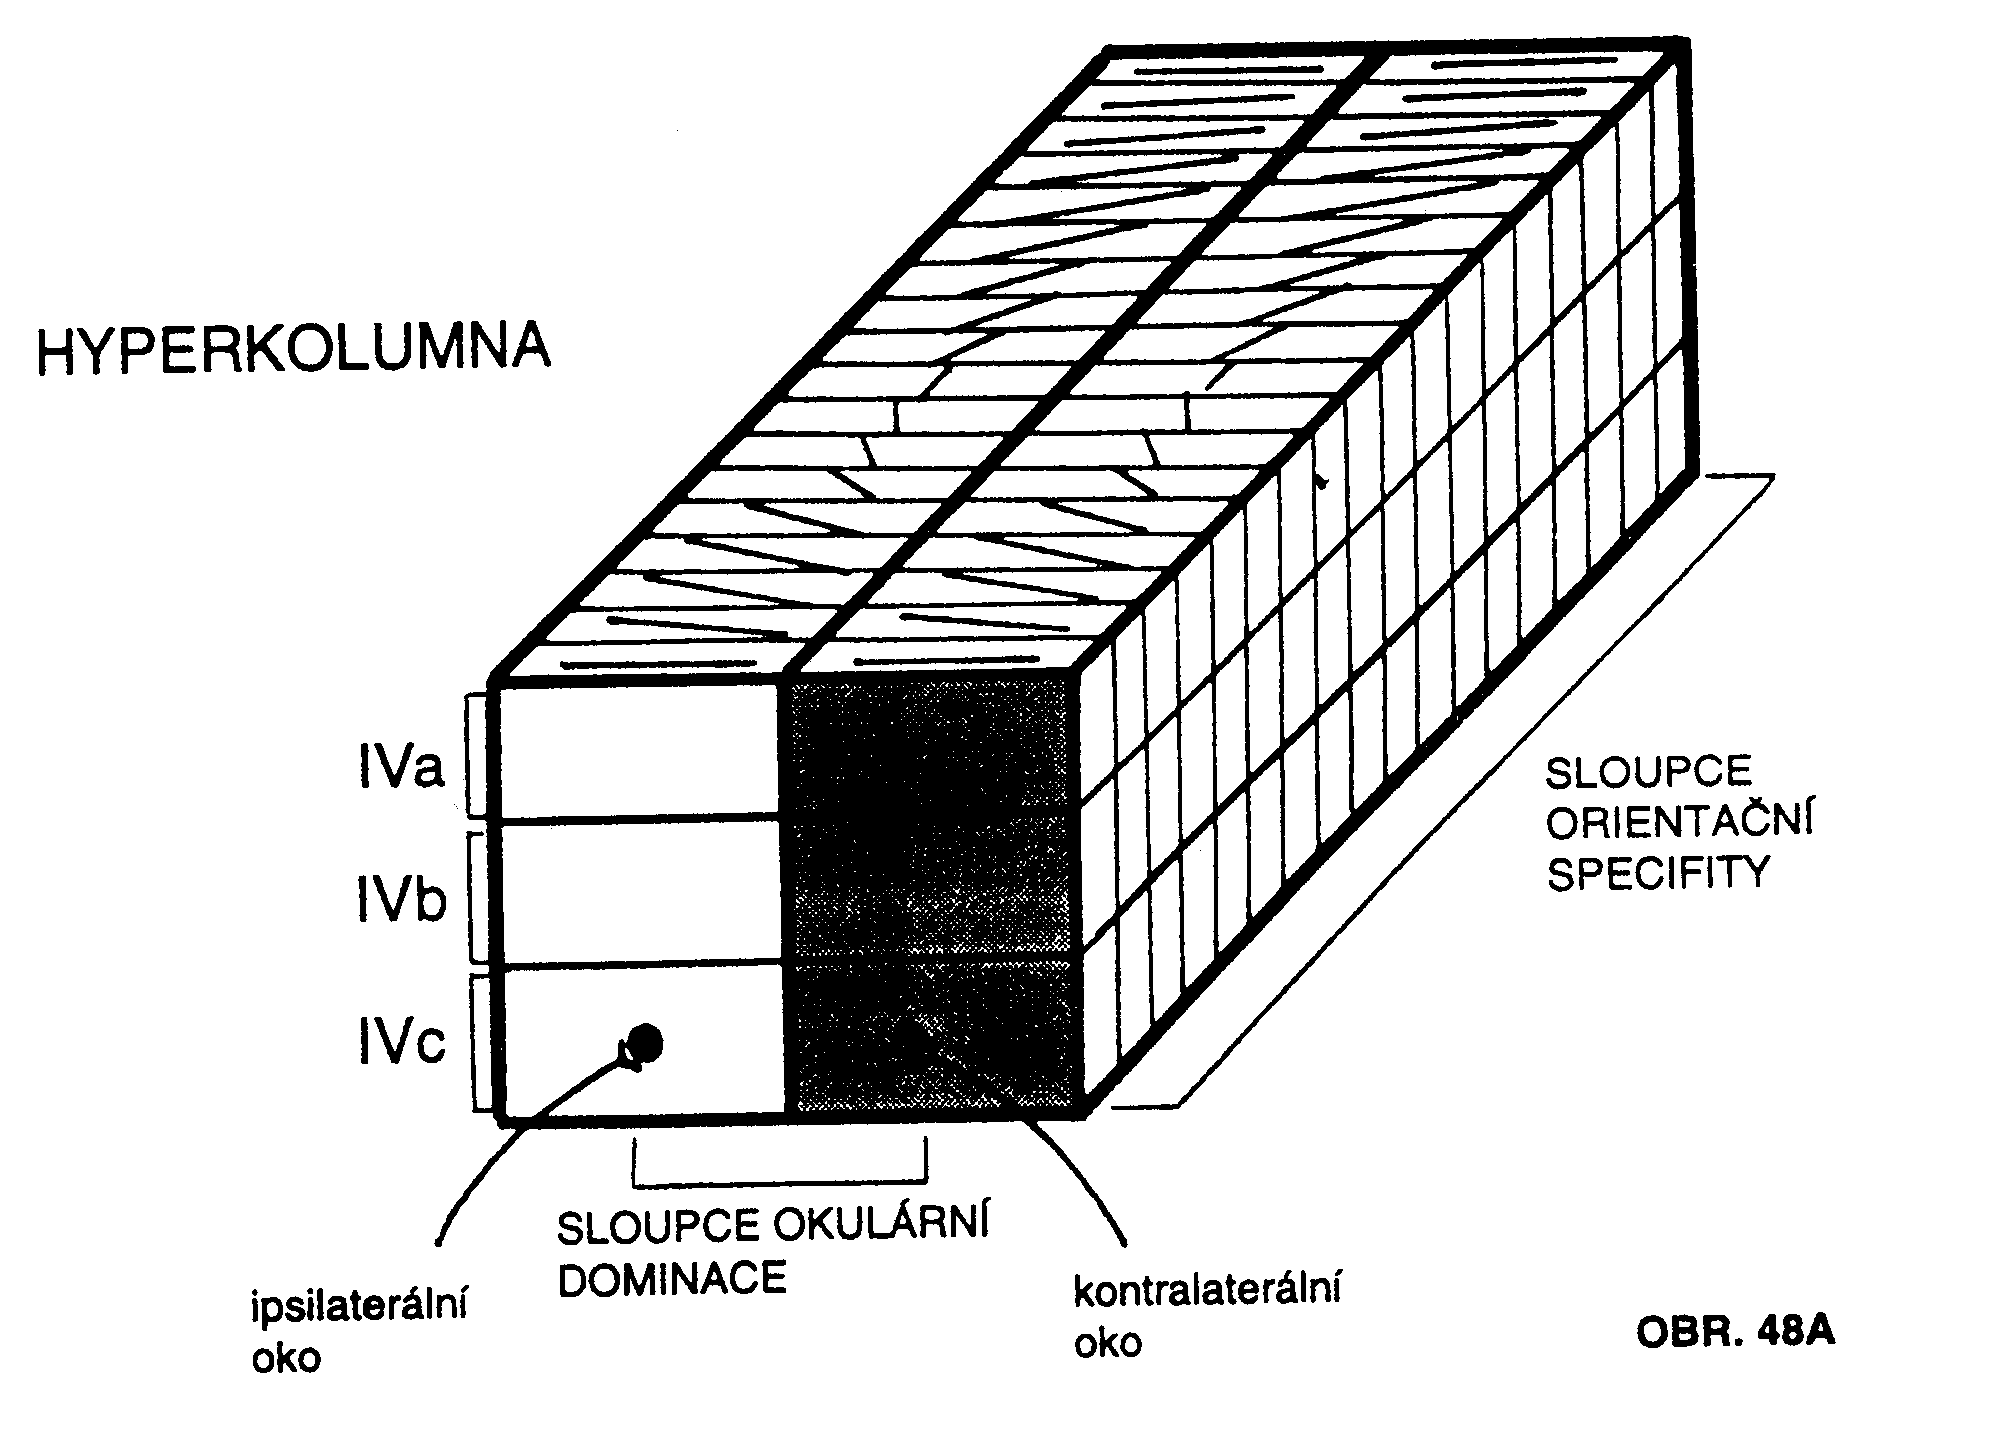 HYPERKOLUMNA
IVa
IVb
IVc
SLOUPCE
ORIENTAČNÍ
SPECIFITY
SLOUPCE OKULÁRNÍ
DOMINACE
ipsilaterální
oko
kontralaterální
oko
OBR. 48A